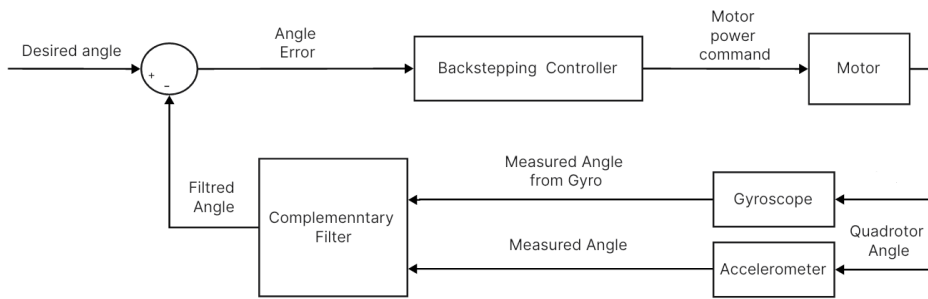 Desired angle
+
-
Angle
Error
Backstepping Controller
Motor
power
command
Motor
Measured Angle
from Gyro
Gyroscope
Filtred
Angle
Complemenntary
Filter
Measured Angle
Quadrotor
Angle
Accelerometer